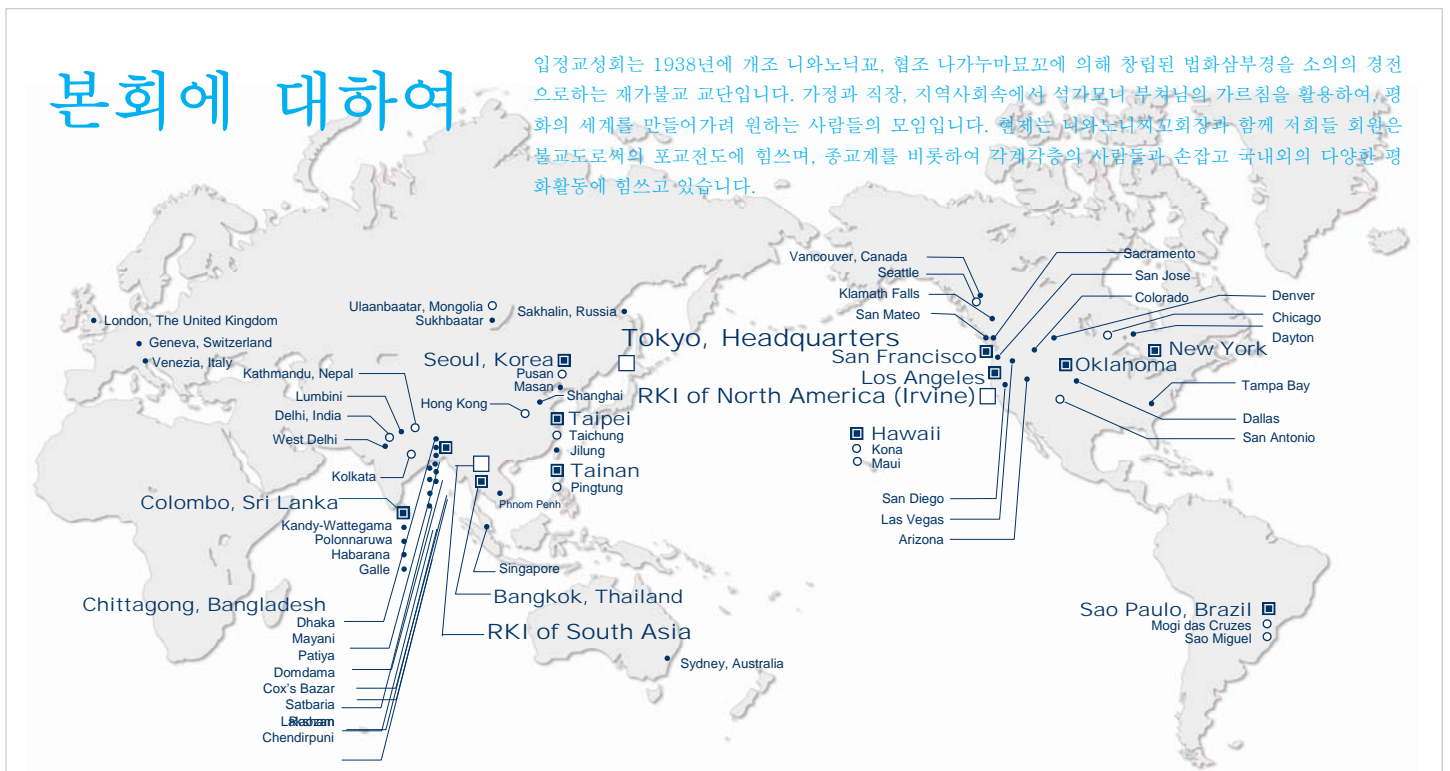 본회에 대하여
입정교성회는 1938년에 개조 니와노닉쿄, 협조 나가누마묘꼬에 의해 창립된 법화삼부경을 소의의 경전
으로하는 재가불교 교단입니다. 가정과 직장, 지역사회속에서 석가모니 부처님의 가르침을 활용하여, 평
화의 세계를 만들어가려 원하는 사람들의 모임입니다. 현재는 니와노니찌고회장과 함께 저희들 회원은
불교도로써의 포교전도에 힘쓰며, 종교계를 비롯하여 각계각층의 사람들과 손잡고 국내외의 다양한 평
화활동에 힘쓰고 있습니다.
London, The United Kingdom
Geneva, Switzerland
Venezia, Italy
Ulaanbaatar, Mongolia
Sukhbaatar
Sakhalin, Russia
Tokyo, Headquarters
Seoul, Korea
Pusan
Masan
Shanghai
Hong Kong
Kathmandu, Nepal
Lumbini
Delhi, India
West Delhi
Kolkata
Taipei
Taichung
Jilung
Tainan
Pingtung
Phnom Penh
Colombo, Sri Lanka
Kandy-Wattegama
Polonnaruwa
Habarana
Galle
Singapore
Bangkok, Thailand
RKI of South Asia
Chittagong, Bangladesh
Dhaka
Mayani
Patiya
Domdama
Cox's Bazar
Satbaria
Chendirpuni
Sydney, Australia
Vancouver, Canada
Seattle
Klamath Falls
San Mateo
San Francisco
Los Angeles
RKI of North America (Irvine)
Hawaii
Kona
Maui
San Diego
Las Vegas
Arizona
Sacramento
San Jose
Colorado
Denver
Chicago
Dayton
New York
Oklahoma
Tampa Bay
Dallas
San Antonio
Sao Paulo, Brazil
Mogi das Cruzes
Sao Miguel